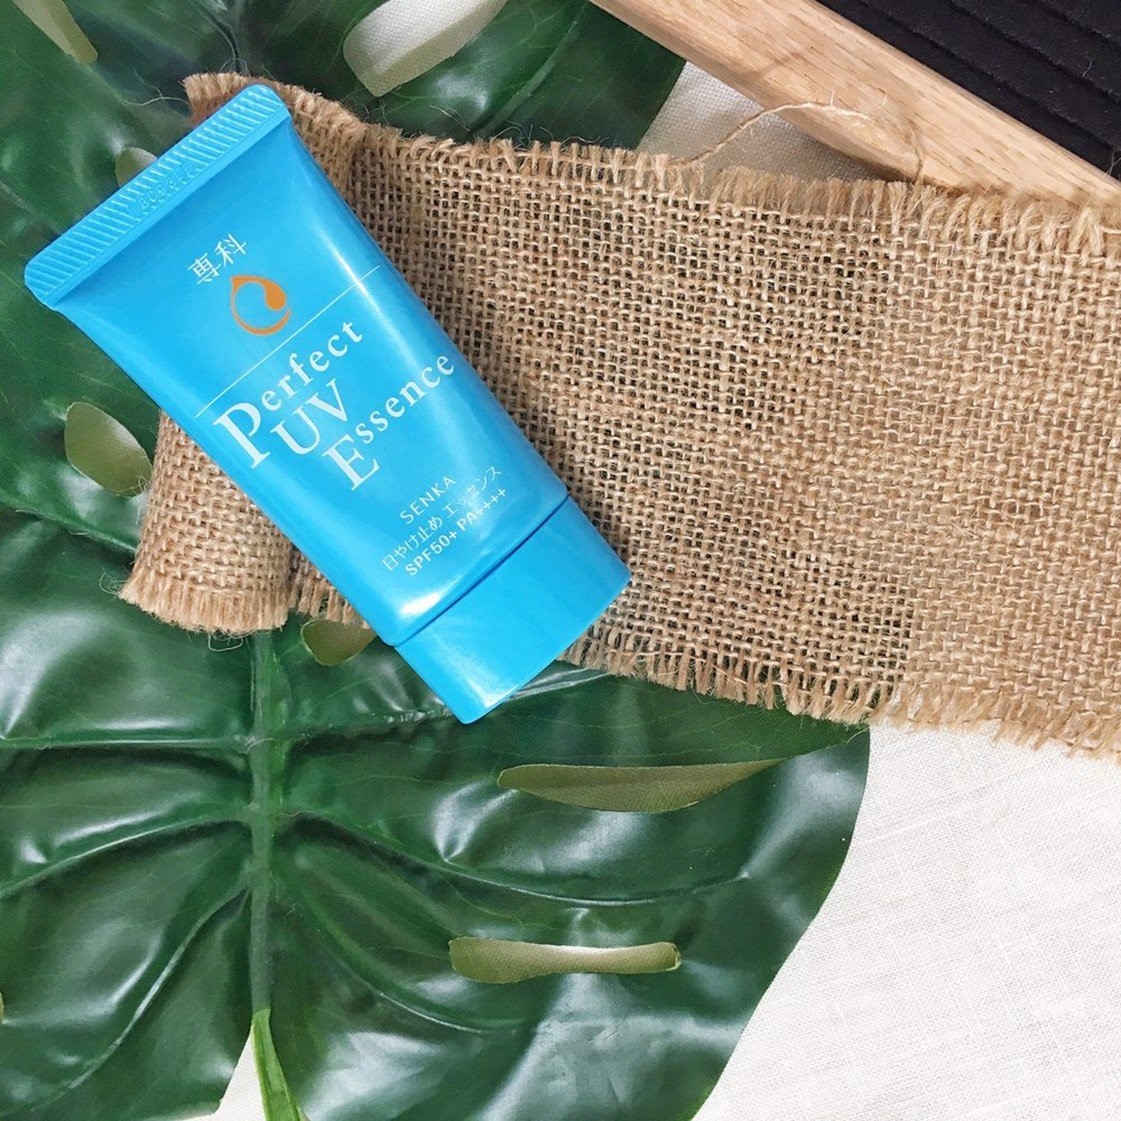 専科
Perfect
UV
Essence
SENKA
日やけ止め エッセンス
SPF50+ PA++++